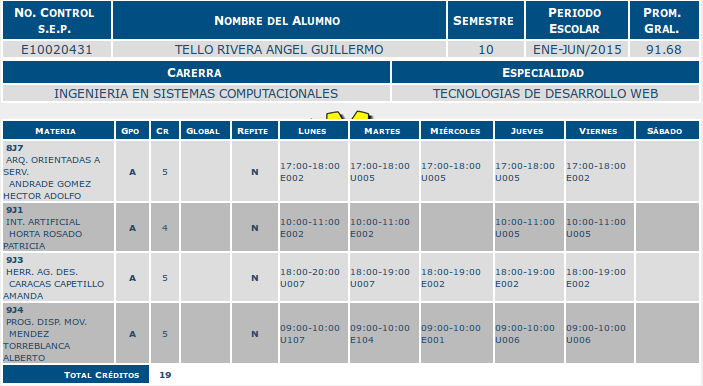 NO. CONTROL S.E.P. NOMBRE DEL ALUMNO SEMESTRE PERIODO ESCOLAR PROM. GRAL.
E10020431 TELLO RIVERA ANGEL GUILLERMO 10 ENE-JUN/2015 91.68
CARERRA ESPECIALIDAD
INGENIERIA EN SISTEMAS COMPUTACIONALES TECNOLOGIAS DE DESARROLLO WEB
MATERIA GPO CR GLOBAL REPITE LUNES MARTES MIÉRCOLES JUEVES VIERNES SÁBADO
8J7
ARQ. ORIENTADAS A
SERV.
ANDRADE GOMEZ
HECTOR ADOLFO
A 5 N
17:00-18:00 17:00-18:00 17:00-18:00 17:00-18:00 17:00-18:00
E002 U005 U005 U005 E002
9J1
INT. ARTIFICIAL
HORTA ROSADO
PATRICIA
A 4 N
10:00-11:00 10:00-11:00 10:00-11:00 10:00-11:00
E002 E002 U005 U005
9J3
HERR. AG. DES.
CARACAS CAPETILLO
AMANDA
A 5 N
18:00-20:00 18:00-19:00 18:00-19:00 18:00-19:00 18:00-19:00
U007 U007 E002 E002 E002
9J4
PROG. DISP. MOV.
MENDEZ
TORREBLANCA
ALBERTO
A 5 N
09:00-10:00 09:00-10:00 09:00-10:00 09:00-10:00 09:00-10:00
U107 E104 E001 U006 U006
TOTAL CRÉDITOS 19